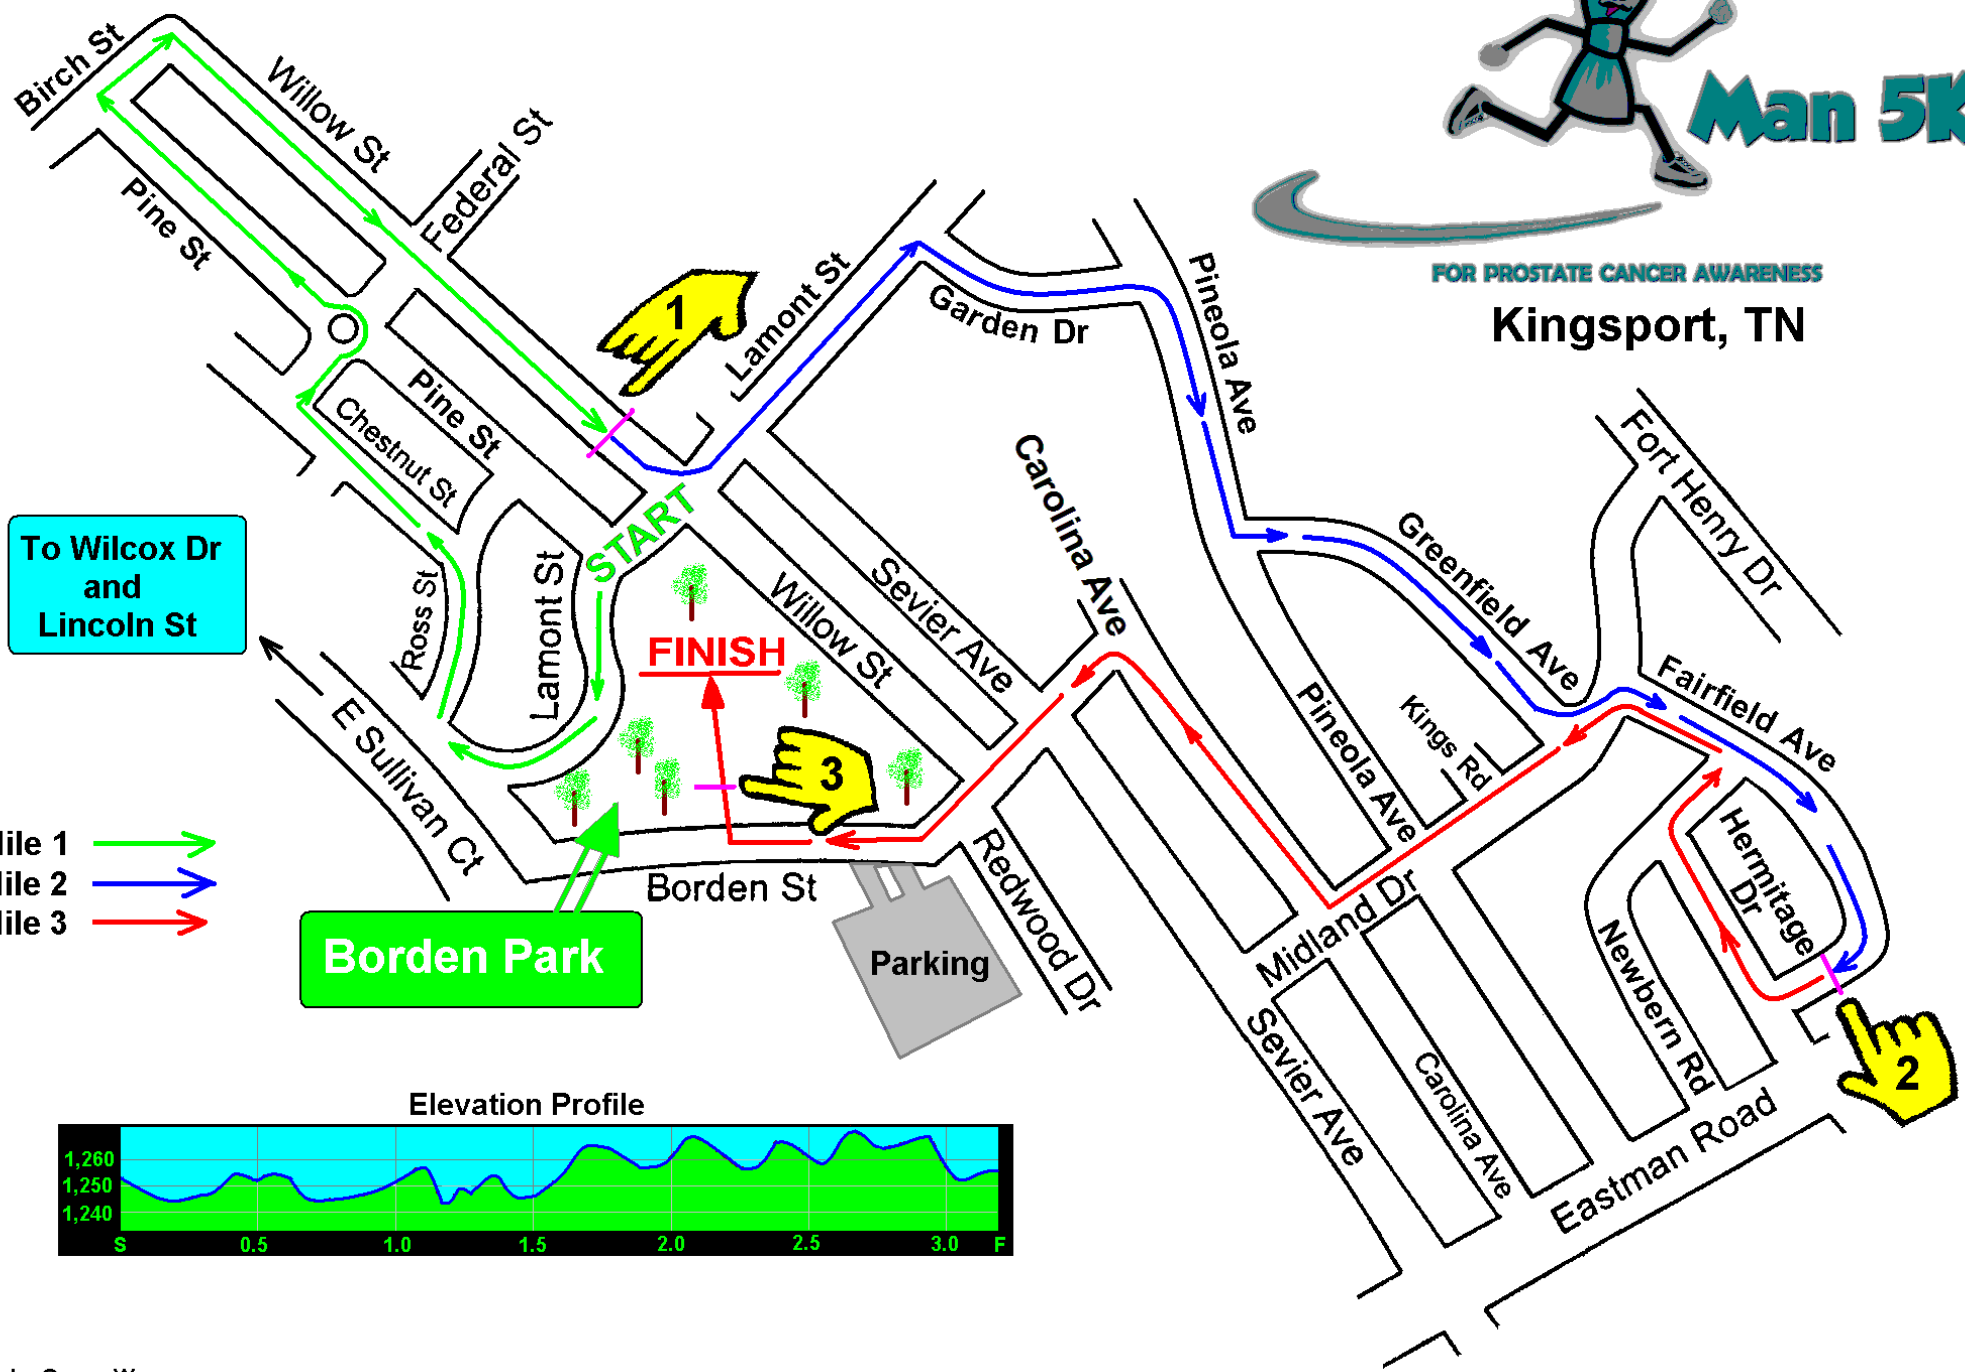 Birch St
Willow St
Federal St
Pine St
1
Lamont St
Garden Dr
Pineola Ave
Man 5K
FOR PROSTATE CANCER AWARENESS
Kingsport, TN
Pine St
Chestnut St
START
Carolina Ave
Fort Henry Dr
To Wilcox Dr
and
Lincoln St
Ross St
Lamont St
FINISH
Willow St
Sevier Ave
Greenfield Ave
Fairfield Ave
Pineola Ave
Kings Rd
E Sullivan Ct
3
Mile 1
Mile 2
Mile 3
Borden St
Borden Park
Parking
Redwood Dr
Midland Dr
Hermitage
Dr
Newbern Rd
2
Sevier Ave
Carolina Ave
Eastman Road
Elevation Profile
1,260
1,250
1,240
S 0.5 1.0 1.5 2.0 2.5 3.0 F